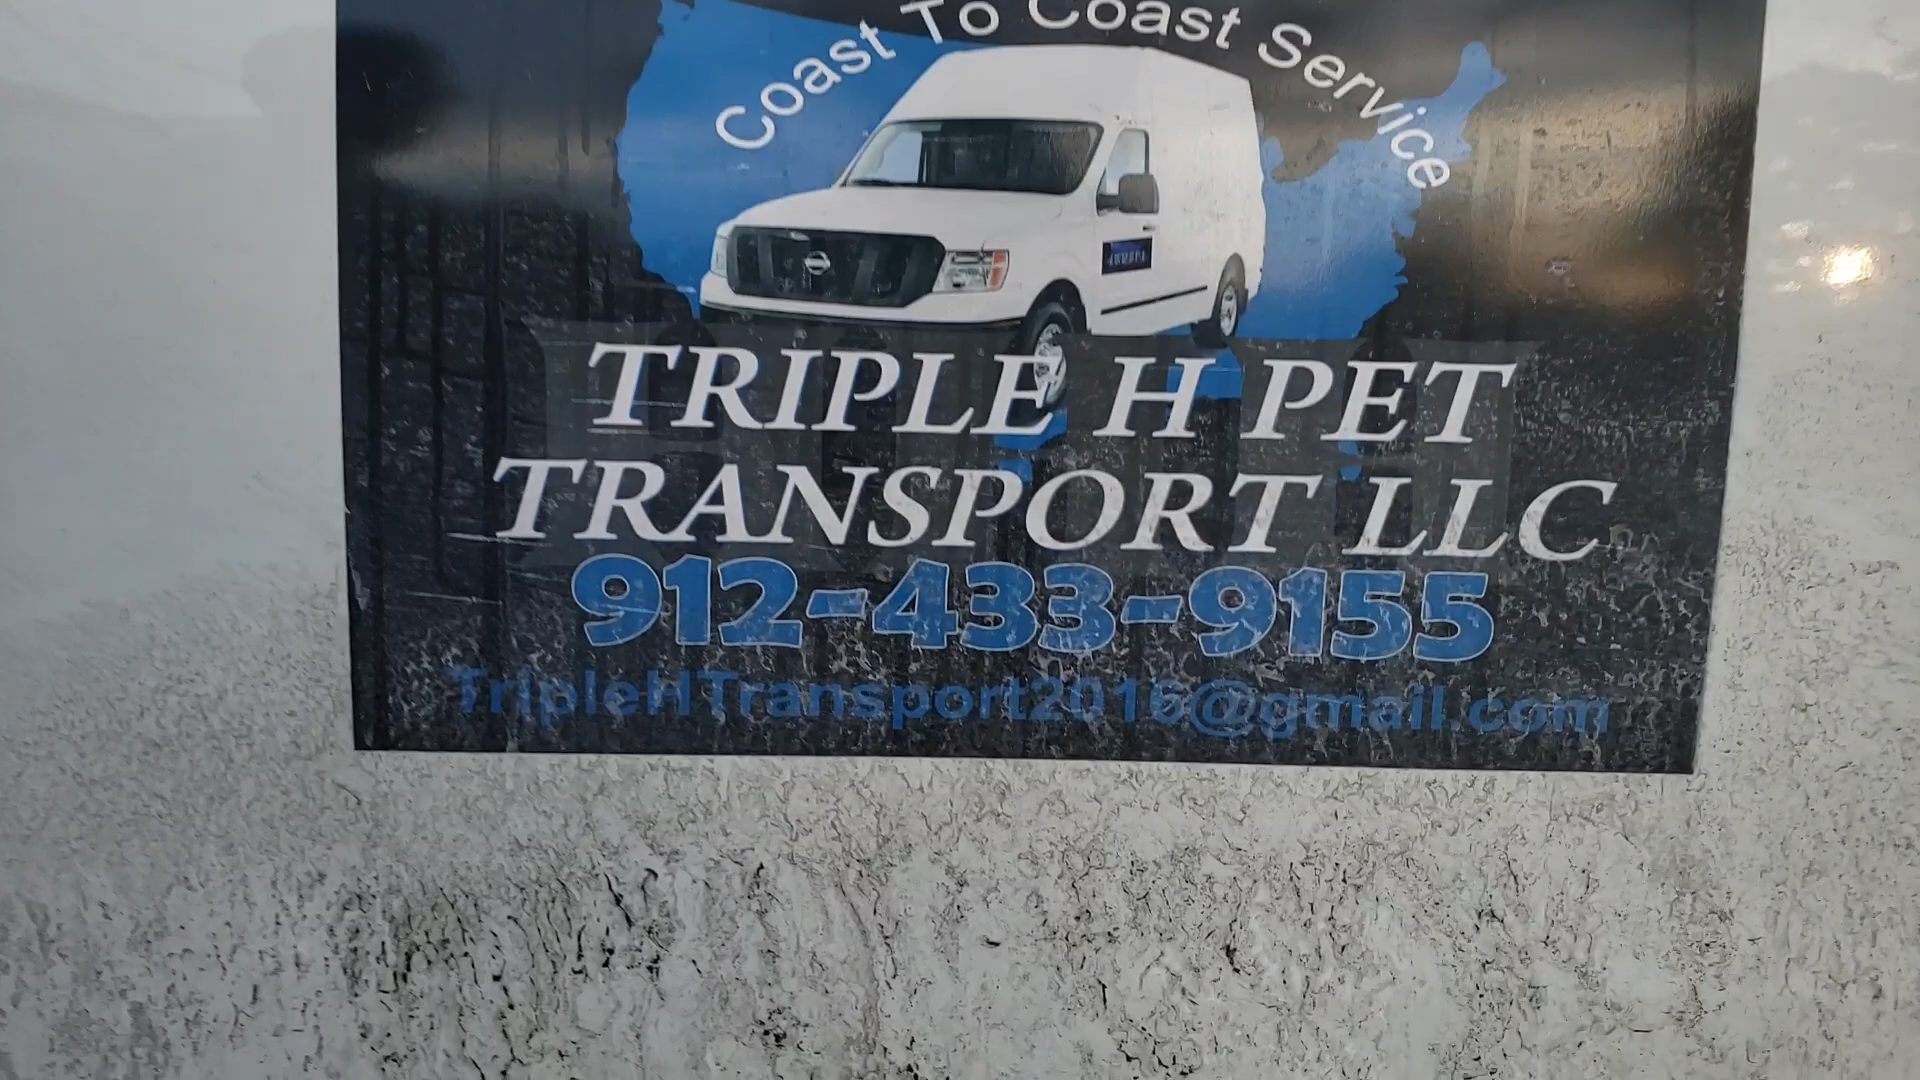 Coast To Coast Service
TRIPLE H PET
TRANSPORT LLC
912-433-9155
TripleHTransport2016@gmail.com